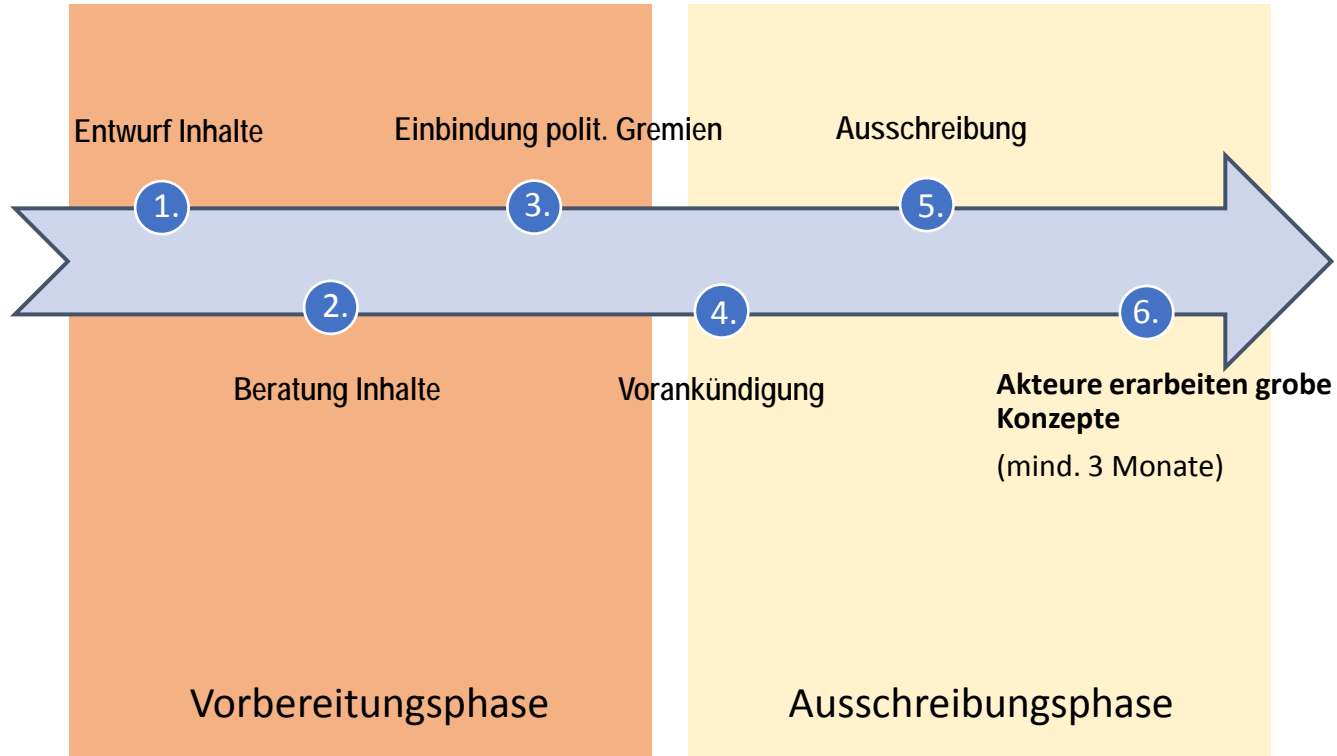 Entwurf Inhalte
Einbindung polit. Gremien
Ausschreibung
1.
3.
5.
2.
4.
6.
Beratung Inhalte
Vorankündigung
Akteure erarbeiten grobe
Konzepte
(mind. 3 Monate)
Vorbereitungsphase
Ausschreibungsphase